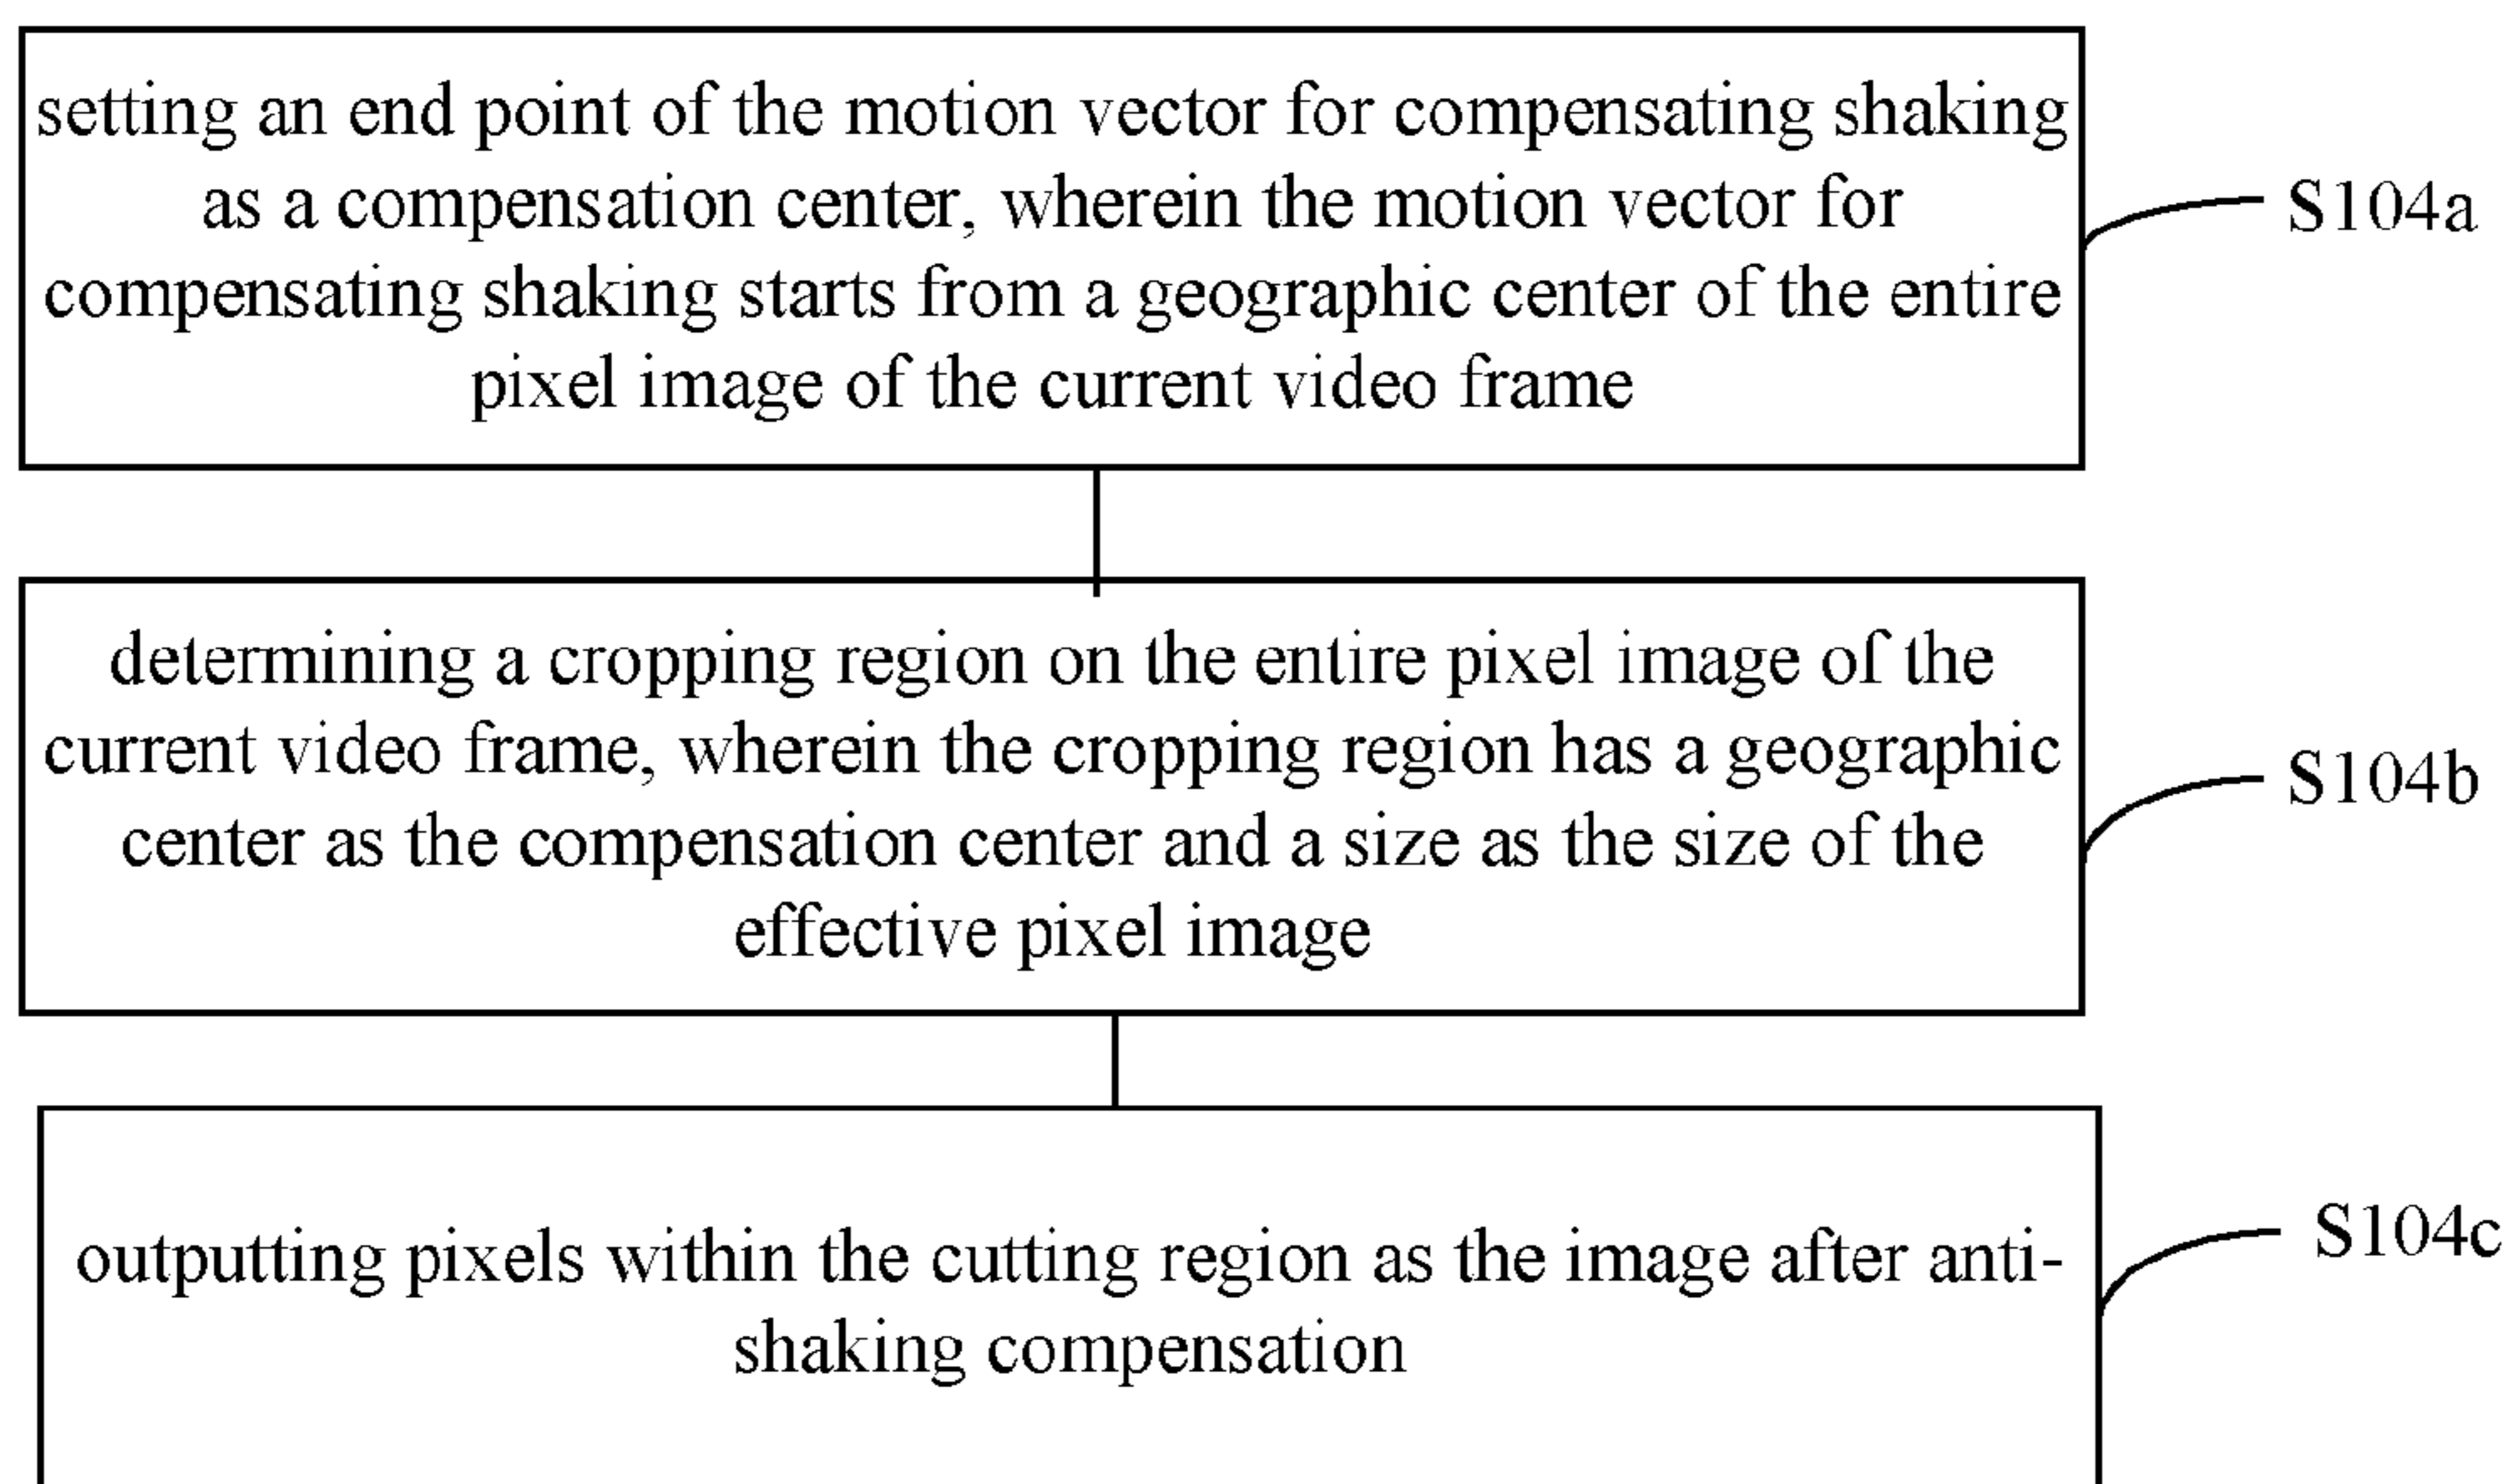 setting an end point of the motion vector for compensating shaking
as a compensation center, wherein the motion vector for
compensating shaking starts from a geographic center of the entire
pixel image of the current video frame
S104a
determining a cropping region on the entire pixel image of the
current video frame, wherein the cropping region has a geographic
center as the compensation center and a size as the size of the
effective pixel image
S104b
outputting pixels within the cutting region as the image after anti-
shaking compensation
S104c